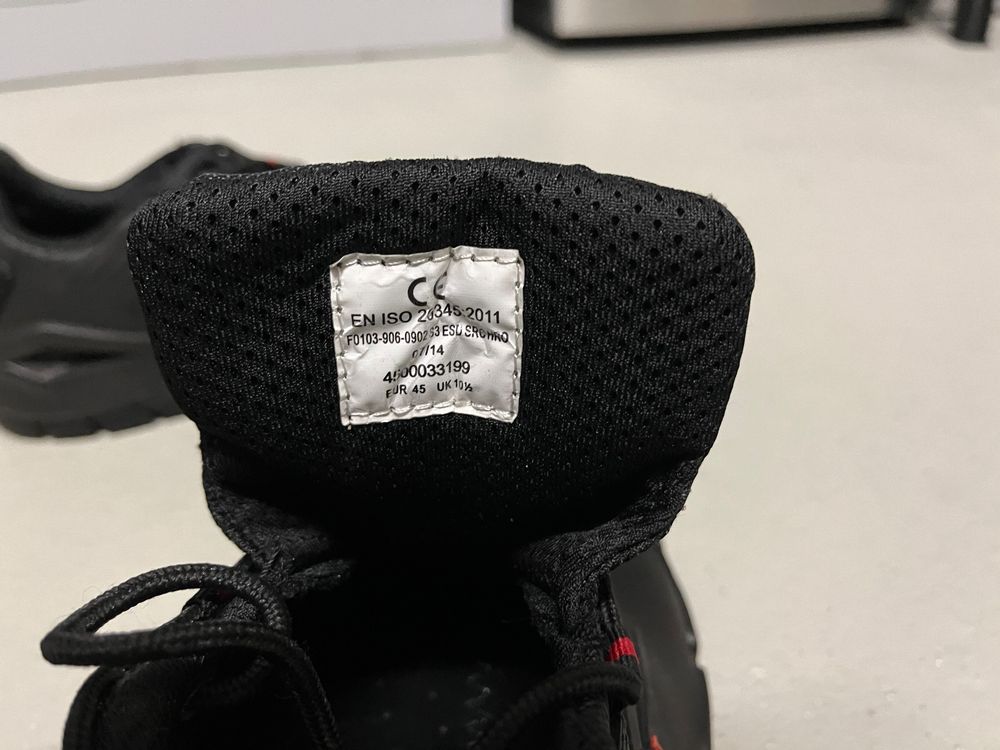 CE
EN ISO 20345:2011
F0103-906-0902 S3 ESD SRC HRO
07/14
4500033199
EUR 45 UK 10½